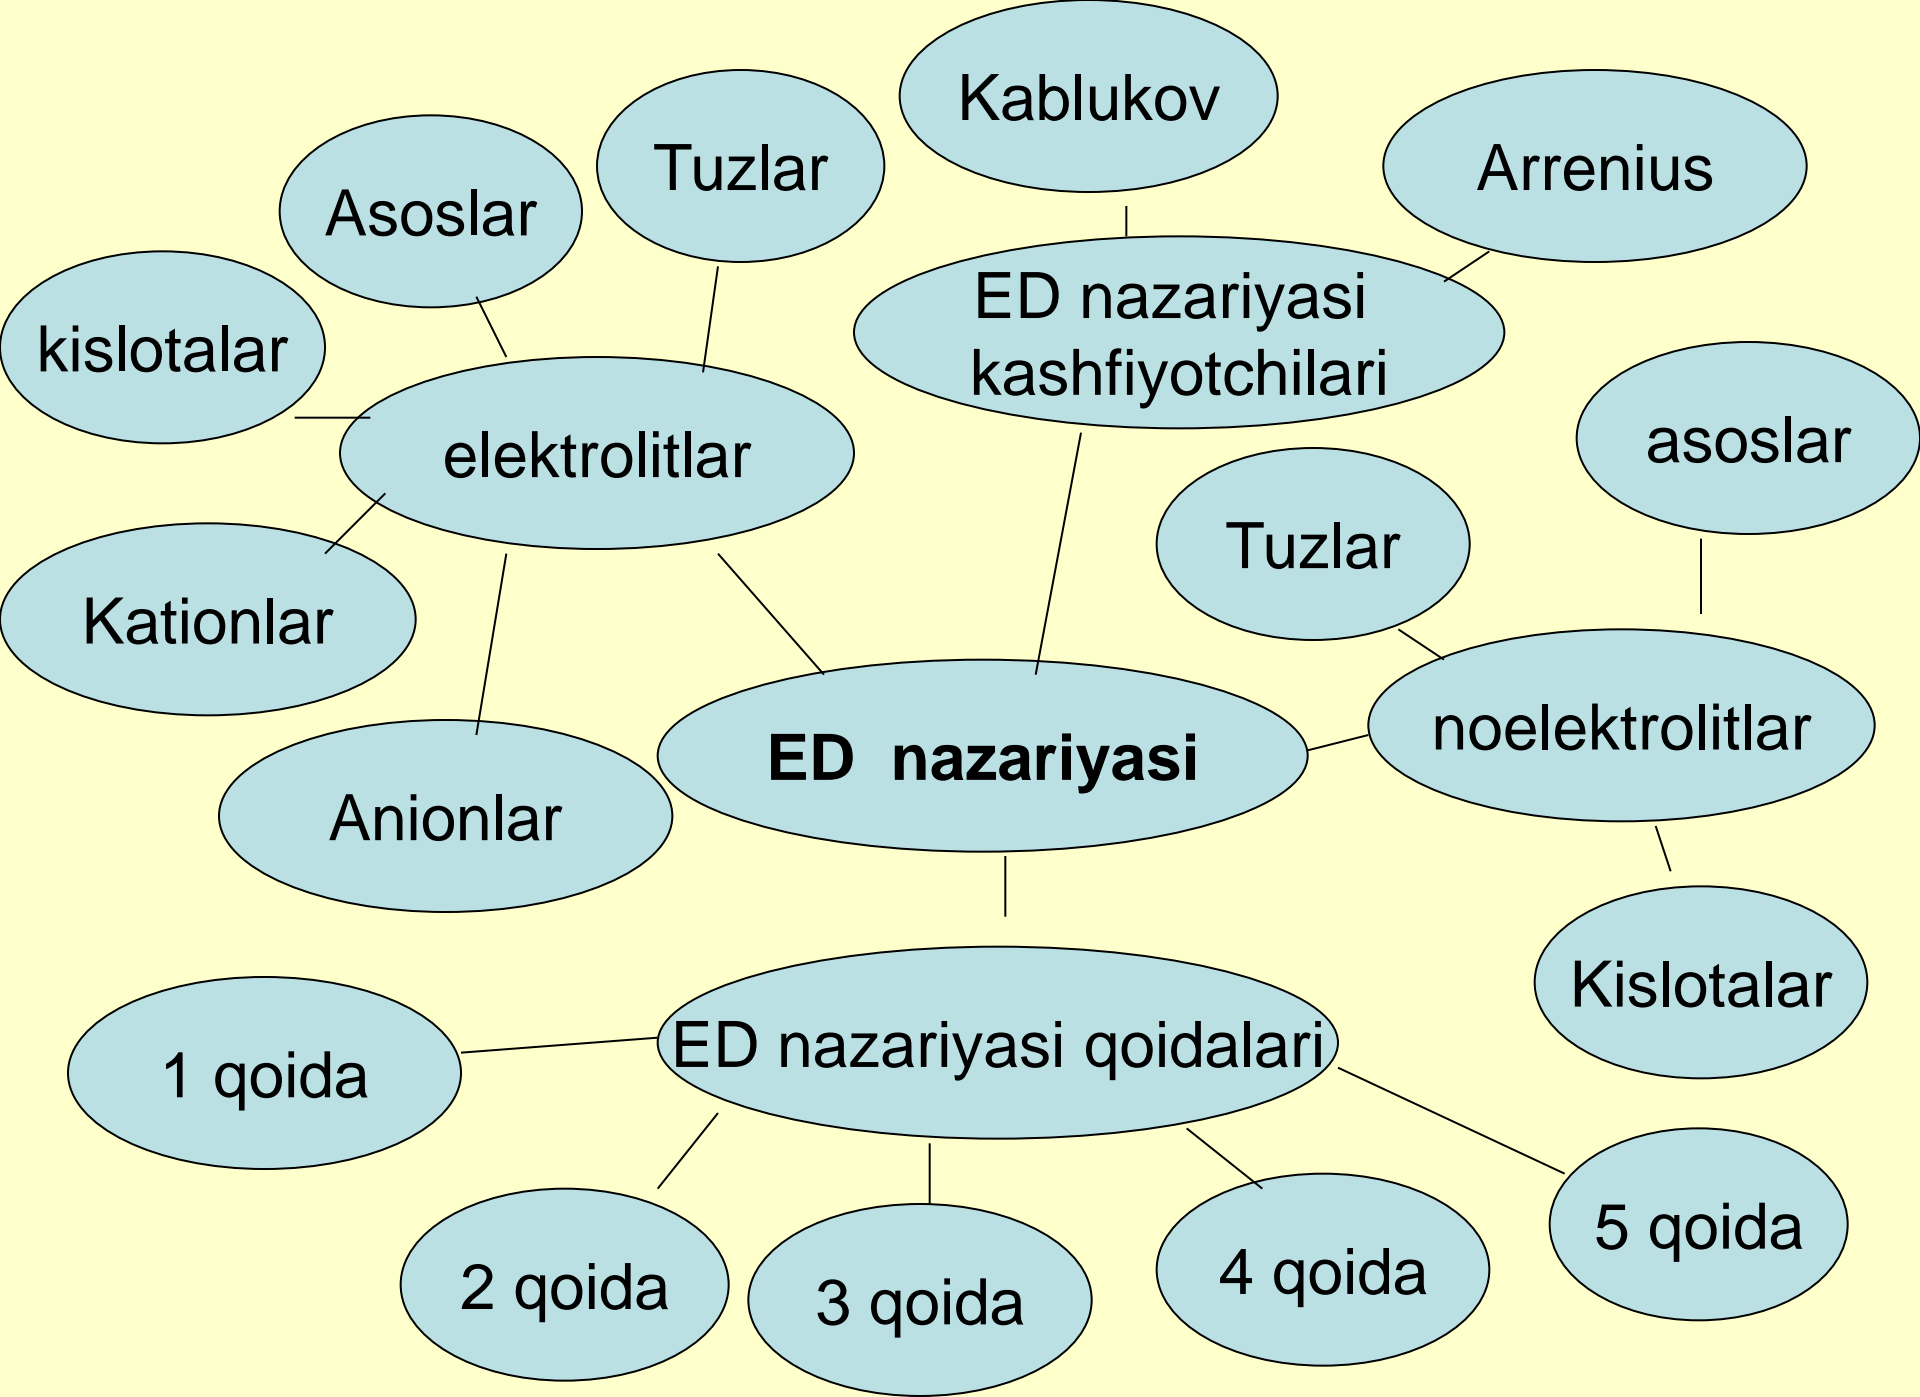 Kablukov
Tuzlar
Arrenius
Asoslar
ED nazariyasi
kashfiyotchilari
kislotalar
elektrolitlar
asoslar
Tuzlar
Kationlar
noelektrolitlar
ED nazariyasi
Anionlar
Kislotalar
ED nazariyasi qoidalari
1 qoida
5 qoida
4 qoida
2 qoida
3 qoida